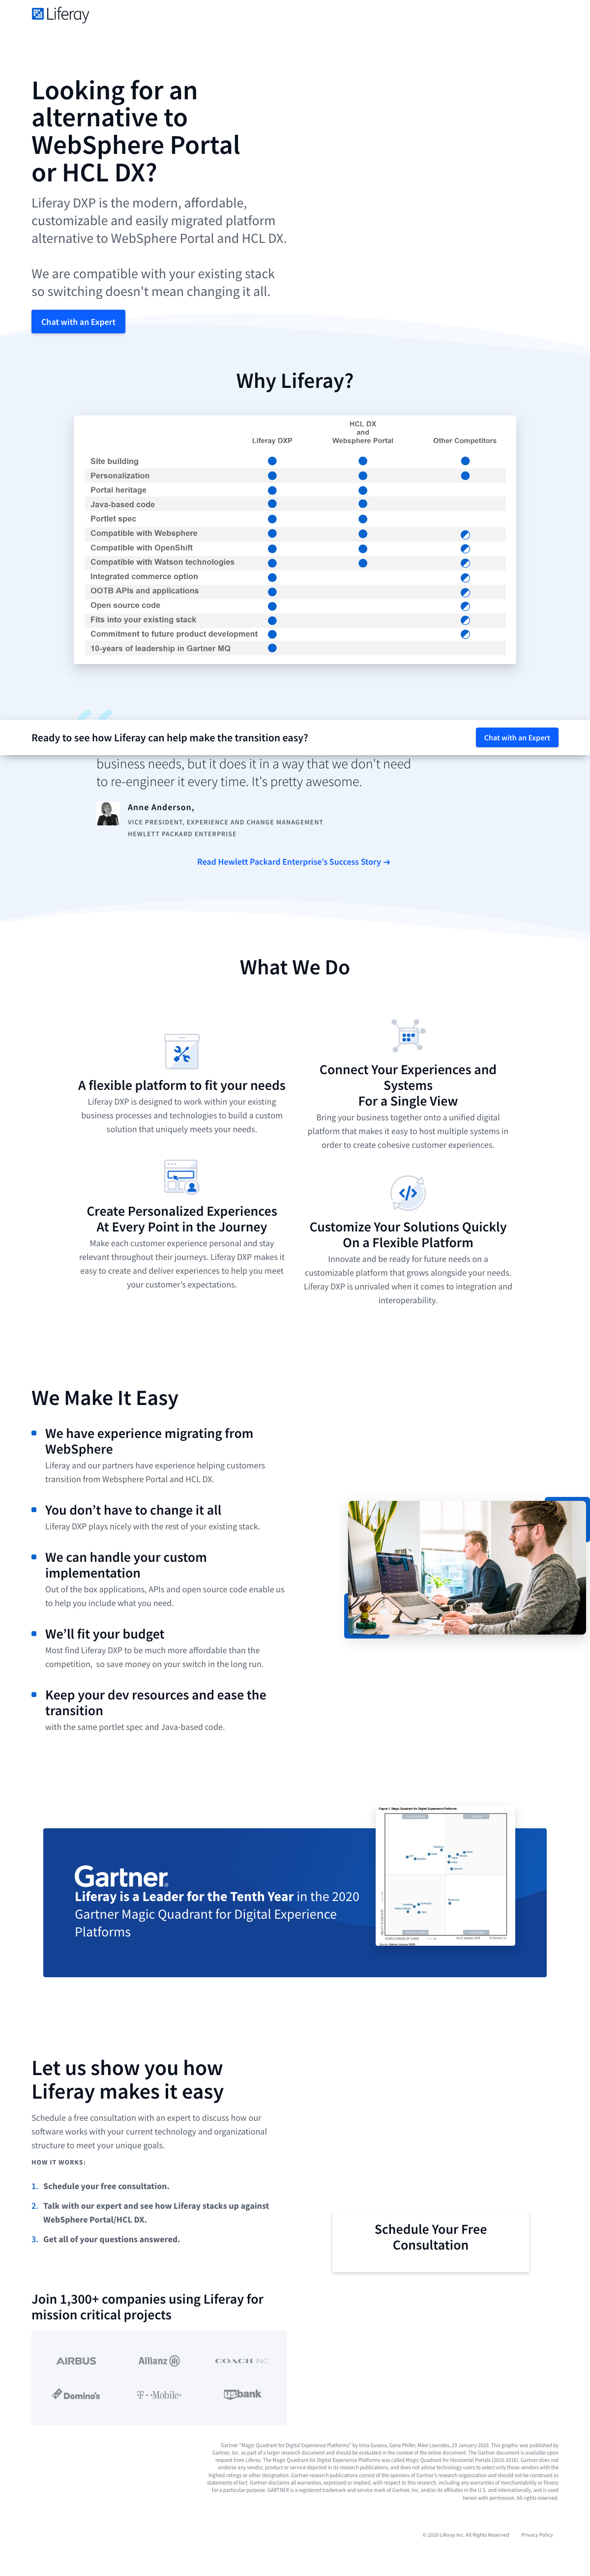 Liferay
Looking for an
alternative to
WebSphere Portal
or HCL DX?
Liferay DXP is the modern, affordable,
customizable and easily migrated platform
alternative to WebSphere Portal and HCL DX.
We are compatible with your existing stack
so switching doesn't mean changing it all.
Chat with an Expert
Why Liferay?
HCL DX
and
Liferay DXP Websphere Portal Other Competitors
Site building
Personalization
Portal heritage
Java-based code
Portlet spec
Compatible with Websphere
Compatible with OpenShift
Compatible with Watson technologies
Integrated commerce option
OOTB APIs and applications
Open source code
Fits into your existing stack
Commitment to future product development
10-years of leadership in Gartner MQ
Ready to see how Liferay can help make the transition easy? Chat with an Expert
business needs, but it does it in a way that we don't need
to re-engineer it every time. It's pretty awesome.
Anne Anderson,
VICE PRESIDENT, EXPERIENCE AND CHANGE MANAGEMENT
HEWLETT PACKARD ENTERPRISE
Read Hewlett Packard Enterprise's Success Story →
What We Do
A flexible platform to fit your needs
Liferay DXP is designed to work within your existing
business processes and technologies to build a custom
solution that uniquely meets your needs.
Connect Your Experiences and
Systems
For a Single View
Bring your business together onto a unified digital
platform that makes it easy to host multiple systems in
order to create cohesive customer experiences.
Create Personalized Experiences
At Every Point in the Journey
Make each customer experience personal and stay
relevant throughout their journeys. Liferay DXP makes it
easy to create and deliver experiences to help you meet
your customer's expectations.
Customize Your Solutions Quickly
On a Flexible Platform
Innovate and be ready for future needs on a
customizable platform that grows alongside your needs.
Liferay DXP is unrivaled when it comes to integration and
interoperability.
We Make It Easy
We have experience migrating from
WebSphere
Liferay and our partners have experience helping customers
transition from Websphere Portal and HCL DX.
You don't have to change it all
Liferay DXP plays nicely with the rest of your existing stack.
We can handle your custom
implementation
Out of the box applications, APIs and open source code enable us
to help you include what you need.
We'll fit your budget
Most find Liferay DXP to be much more affordable than the
competition, so save money on your switch in the long run.
Keep your dev resources and ease the
transition
with the same portlet spec and Java-based code.
Figure 1. Magic Quadrant for Digital Experience Platforms
Gartner
Liferay is a Leader for the Tenth Year in the 2020
Gartner Magic Quadrant for Digital Experience
Platforms
Let us show you how
Liferay makes it easy
Schedule a free consultation with an expert to discuss how our
software works with your current technology and organizational
structure to meet your unique goals.
HOW IT WORKS:
1. Schedule your free consultation.
2. Talk with our expert and see how Liferay stacks up against
WebSphere Portal/HCL DX.
3. Get all of your questions answered.
Schedule Your Free
Consultation
Join 1,300+ companies using Liferay for
mission critical projects
AIRBUS Allianz COACH INC
Domino's T··Mobile· usbank
Gartner "Magic Quadrant for Digital Experience Platforms" by Irina Guseva, Gene Phifer, Mike Lowndes, 29 January 2020. This graphic was published by
Gartner, Inc. as part of a larger research document and should be evaluated in the context of the entire document. The Gartner document is available upon
request from Liferay. The Magic Quadrant for Digital Experience Platforms was called Magic Quadrant for Horizontal Portals (2010-2016). Gartner does not
endorse any vendor, product or service depicted in its research publications, and does not advise technology users to select only those vendors with the
highest ratings or other designation. Gartner research publications consist of the opinions of Gartner's research organization and should not be construed as
statements of fact. Gartner disclaims all warranties, expressed or implied, with respect to this research, including any warranties of merchantability or fitness
for a particular purpose. GARTNER is a registered trademark and service mark of Gartner, Inc. and/or its affiliates in the U.S. and internationally, and is used
herein with permission. All rights reserved.
© 2020 Liferay Inc. All Rights Reserved Privacy Policy